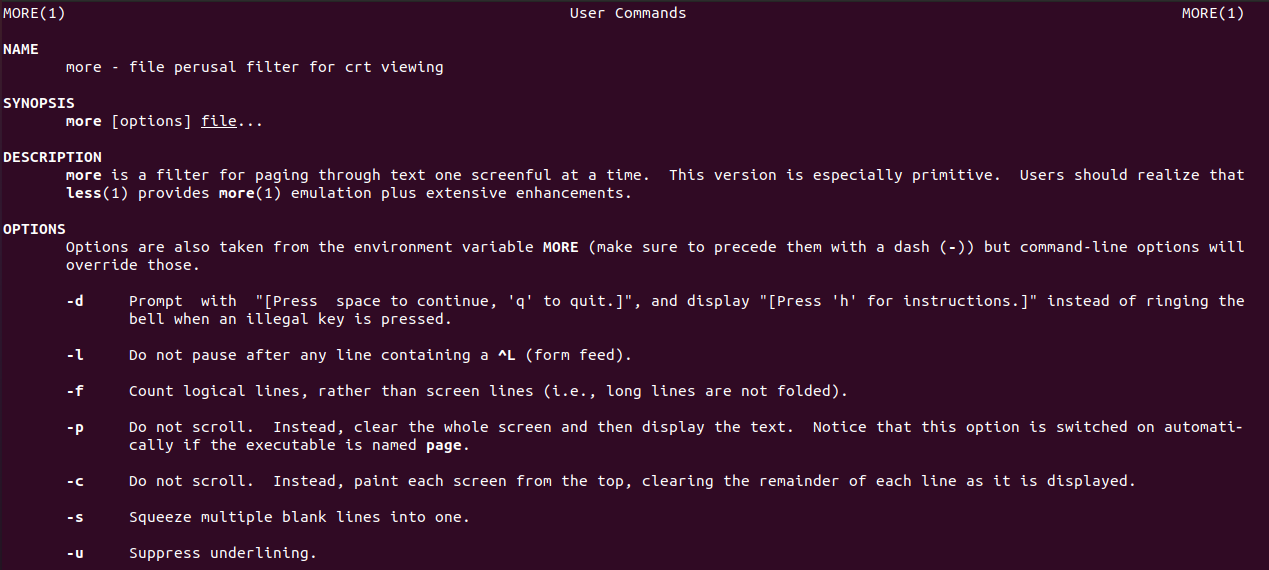 MORE(1) User Commands MORE(1)
NAME
more - file perusal filter for crt viewing
SYNOPSIS
more [options] file...
DESCRIPTION
more is a filter for paging through text one screenful at a time.  This version is especially primitive.  Users should realize that
less(1) provides more(1) emulation plus extensive enhancements.
OPTIONS
Options are also taken from the environment variable MORE (make sure to precede them with a dash (-)) but command-line options will
override those.
-d Prompt  with  "[Press  space to continue, 'q' to quit.]", and display "[Press 'h' for instructions.]" instead of ringing the
bell when an illegal key is pressed.
-l Do not pause after any line containing a ^L (form feed).
-f Count logical lines, rather than screen lines (i.e., long lines are not folded).
-p Do not scroll.  Instead, clear the whole screen and then display the text.  Notice that this option is switched on automati-
cally if the executable is named page.
-c Do not scroll.  Instead, paint each screen from the top, clearing the remainder of each line as it is displayed.
-s Squeeze multiple blank lines into one.
-u Suppress underlining.